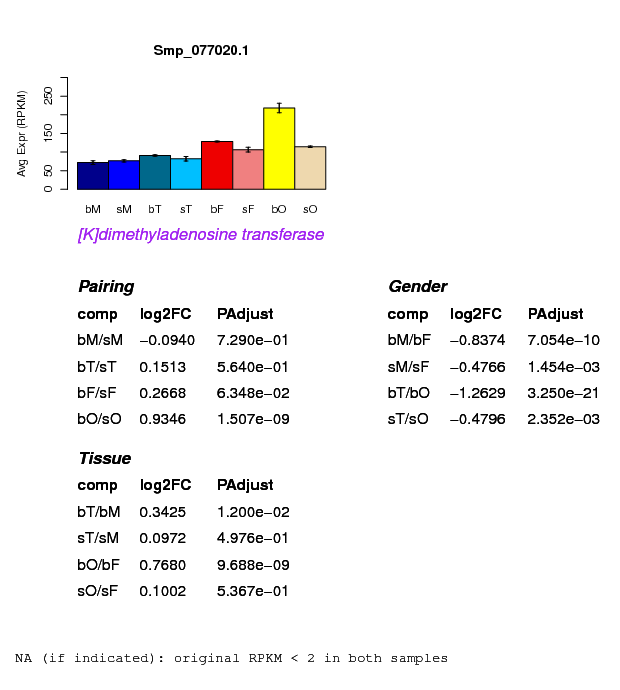 Smp_077020.1
Avg Expr (RPKM)
250
150
50
0
bM sM bT sT bF sF bO sO
[K]dimethyladenosine transferase
Pairing
comp log2FC PAdjust
bM/sM −0.0940 7.290e−01
bT/sT 0.1513 5.640e−01
bF/sF 0.2668 6.348e−02
bO/sO 0.9346 1.507e−09
Gender
comp log2FC PAdjust
bM/bF −0.8374 7.054e−10
sM/sF −0.4766 1.454e−03
bT/bO −1.2629 3.250e−21
sT/sO −0.4796 2.352e−03
Tissue
comp log2FC PAdjust
bT/bM 0.3425 1.200e−02
sT/sM 0.0972 4.976e−01
bO/bF 0.7680 9.688e−09
sO/sF 0.1002 5.367e−01
NA (if indicated): original RPKM < 2 in both samples